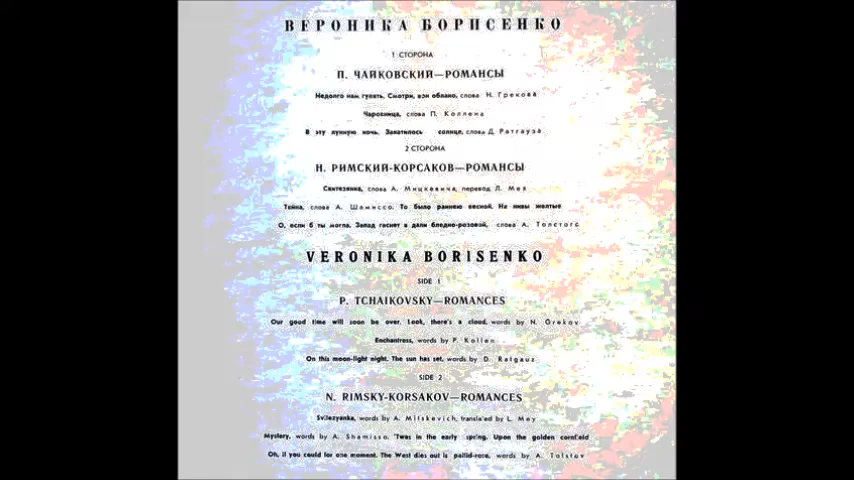 ВЕРОНИКА БОРИСЕНКО
1 СТОРОНА
П. ЧАЙКОВСКИЙ—РОМАНСЫ
Недолго нам гулять. Смотри, вон облако, слова Н. Грекова
Чаровница, слова П. Коллена
В эту лунную ночь. Закатилось солнце, слова Д. Ратгауза
2 СТОРОНА
Н. РИМСКИЙ-КОРСАКОВ—РОМАНСЫ
Свитезянка, слова А. Мицкевича, перевод Л. Мея
Тайна, слова А. Шамиссо. То было раннею весной. На нивы желтые
О, если б ты могла. Запад гаснет в дали бледно-розовой, слова А. Толстого
VERONIKA BORISENKO
SIDE 1
P. TCHAIKOVSKY—ROMANCES
Our good time will soon be over. Look, there's a cloud, words by N. Grekov
Enchantress, words by P. Kollen
On this moon-light night. The sun has set, words by D. Ratgauz
SIDE 2
N. RIMSKY-KORSAKOV—ROMANCES
Svitezyanka, words by A. Mitskevich, translated by L. Mey
Mystery, words by A. Shamisso. 'Twas in the early spring. Upon the golden cornfield
Oh, if you could for one moment. The West dies out is pallid-rose, words by A. Tolstov